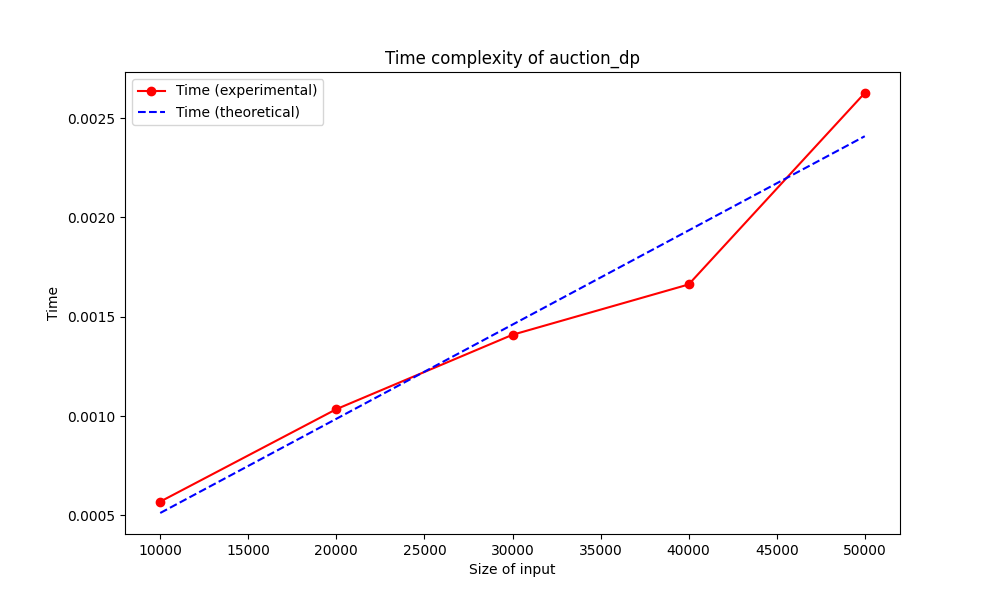 Time complexity of auction_dp
Time (experimental)
Time (theoretical)
0.0025
0.0020
0.0015
0.0010
0.0005
Time
10000 15000 20000 25000 30000 35000 40000 45000 50000
Size of input